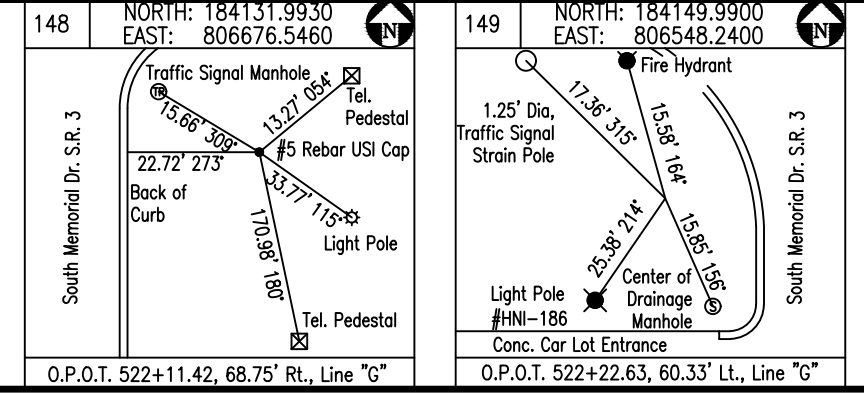 148
NORTH: 184131.9930
EAST: 806676.5460
N
Traffic Signal Manhole
TR
15.66' 309°
13.27' 054°
Tel.
Pedestal
#5 Rebar USI Cap
22.72' 273°
Back of
Curb
33.77' 115°
Light Pole
170.98' 180°
Tel. Pedestal
South Memorial Dr. S.R. 3
O.P.O.T. 522+11.42, 68.75' Rt., Line "G"
149
NORTH: 184149.9900
EAST: 806548.2400
N
Fire Hydrant
17.36' 315°
15.58' 164°
1.25' Dia,
Traffic Signal
Strain Pole
25.38' 214°
15.85' 156°
Light Pole
#HNI-186
Center of
Drainage
Manhole
S
Conc. Car Lot Entrance
South Memorial Dr. S.R. 3
O.P.O.T. 522+22.63, 60.33' Lt., Line "G"